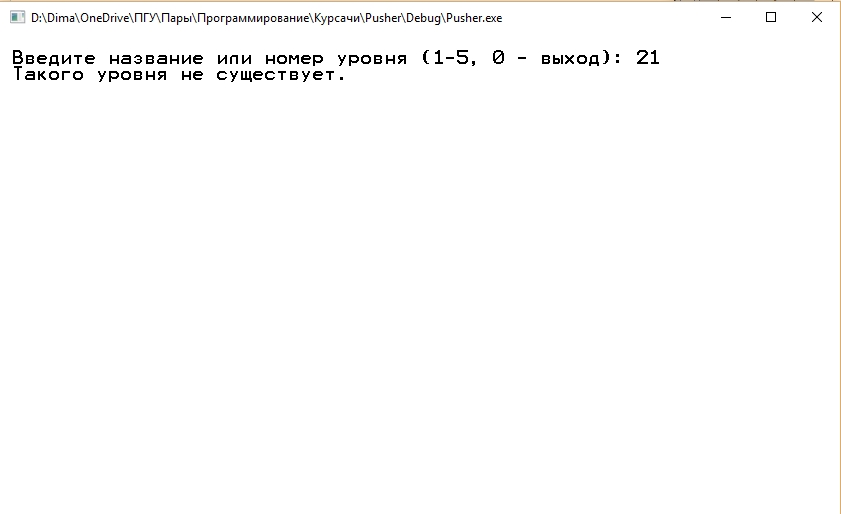 D:\Dima\OneDrive\ПГУ\Пары\Программирование\Курсачи\Pusher\Debug\Pusher.exe
Введите название или номер уровня (1-5, 0 - выход): 21
Такого уровня не существует.